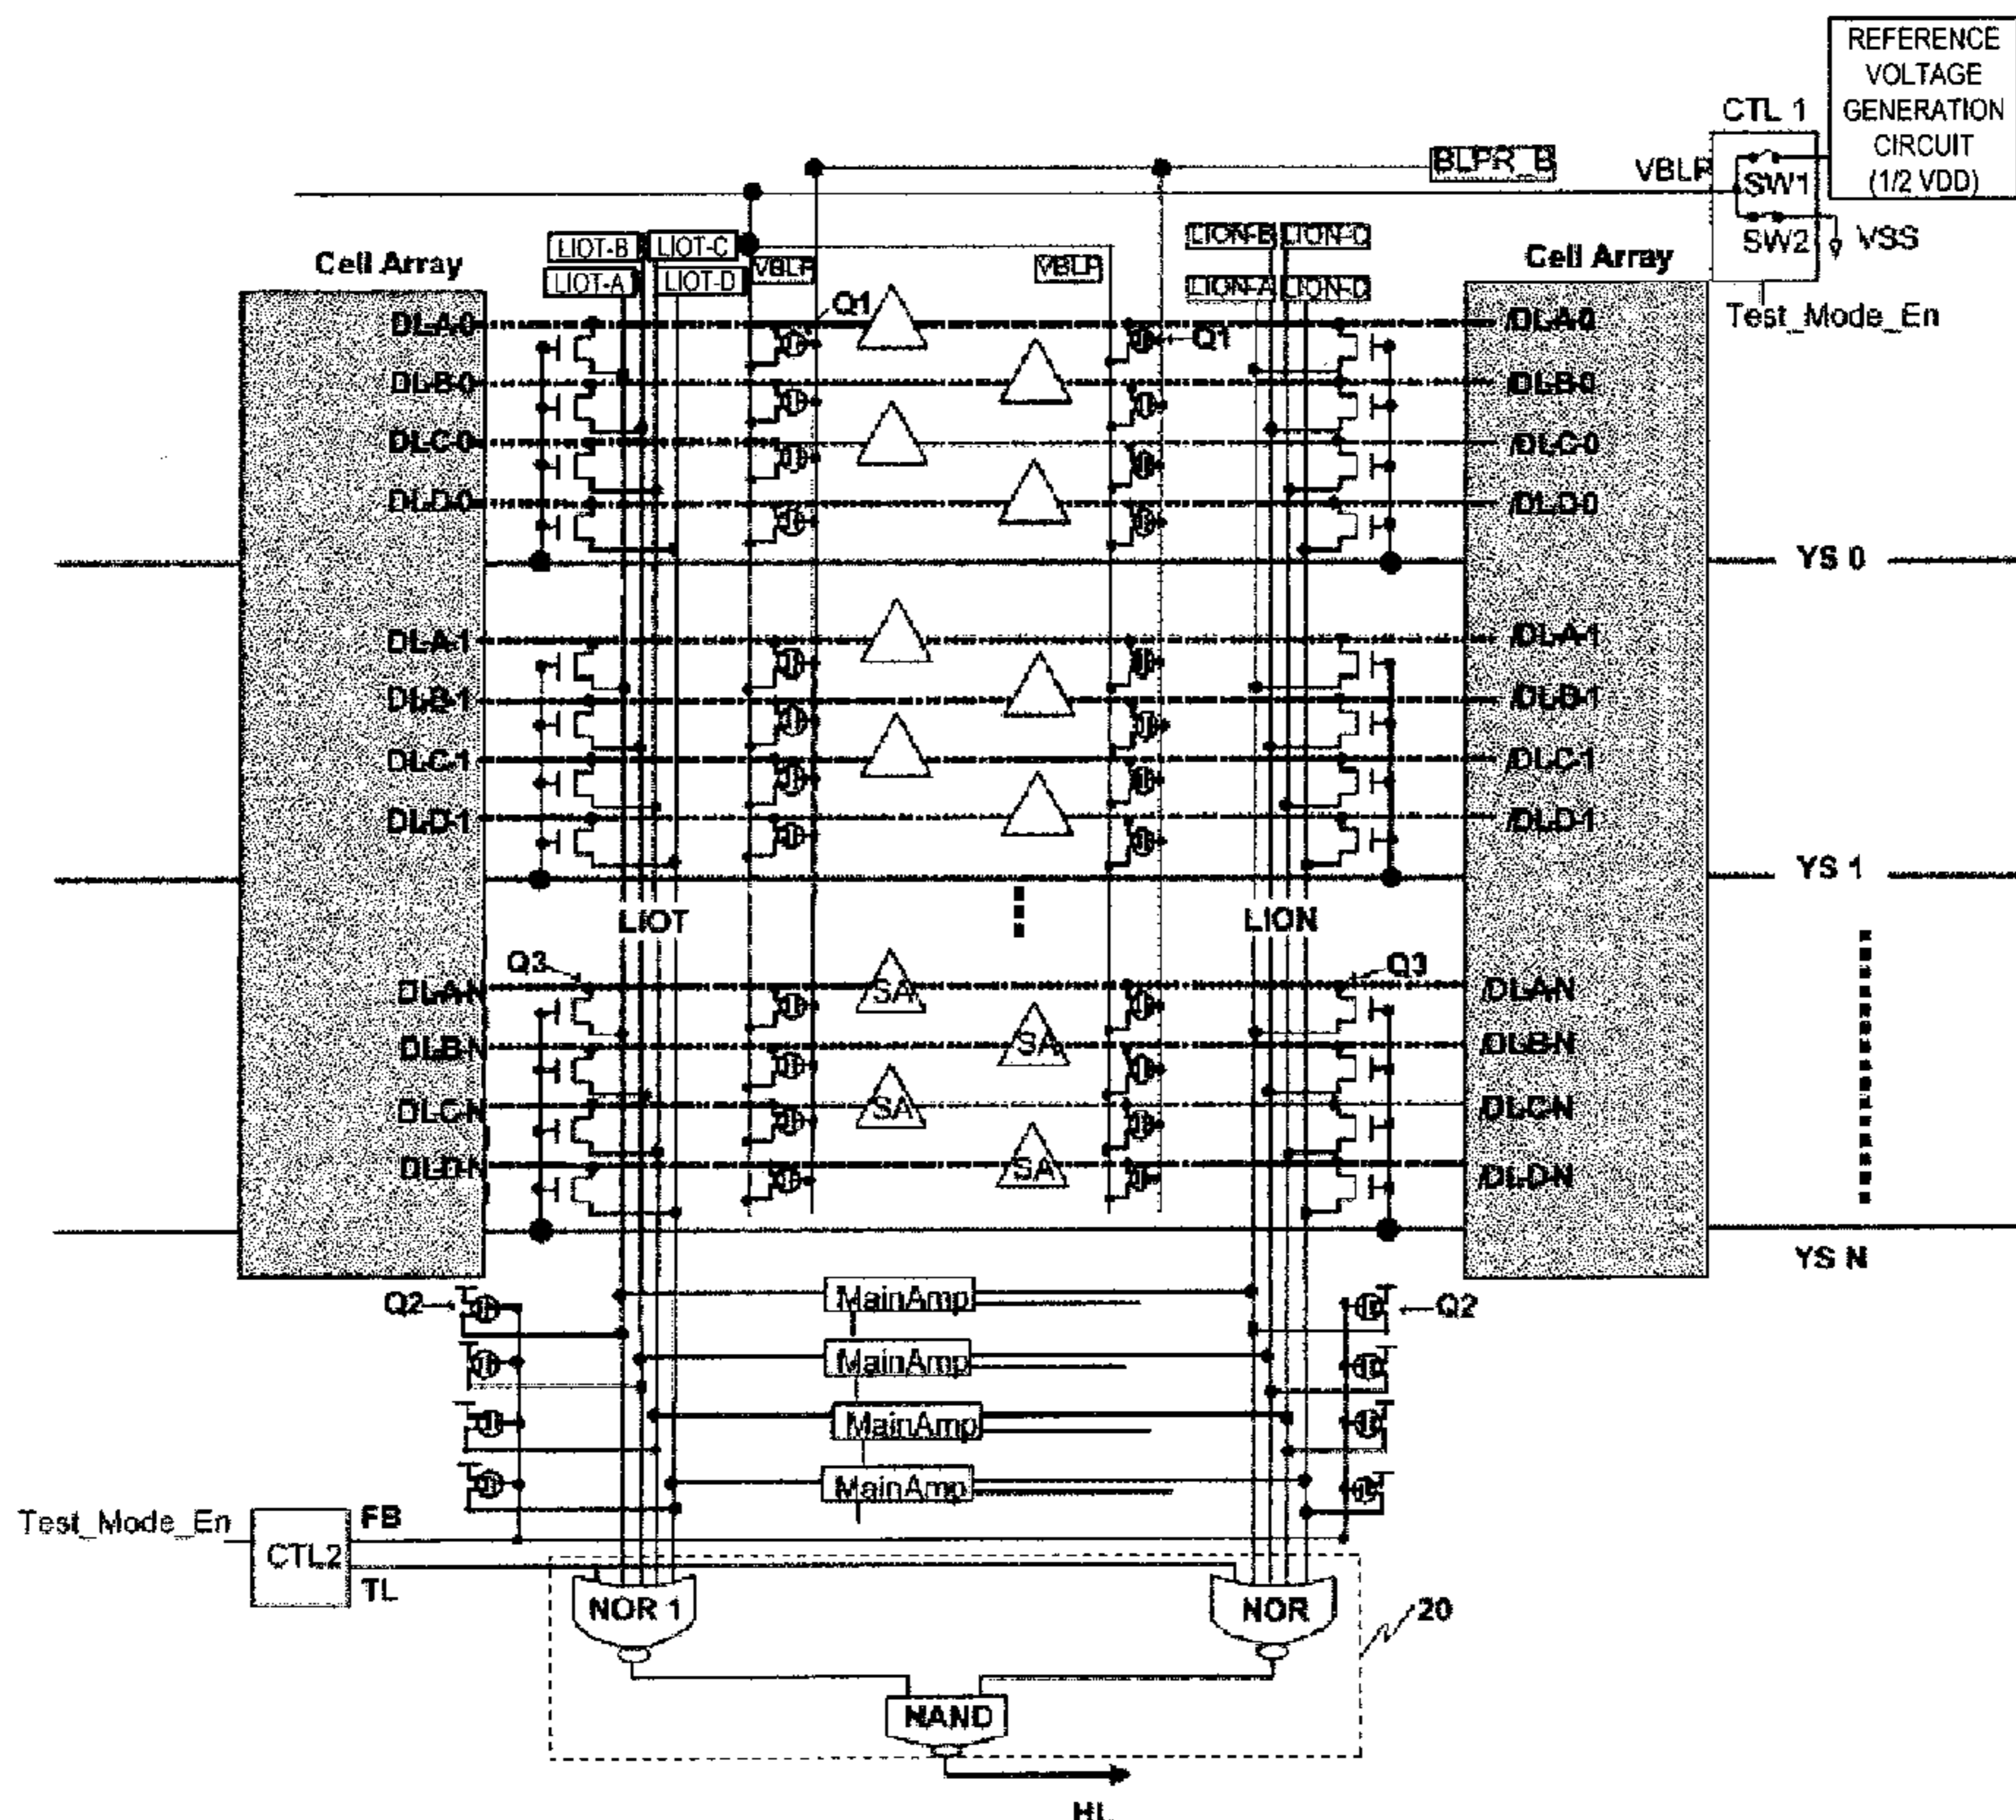 REFERENCE
VOLTAGE
GENERATION
CIRCUIT
(1/2 VDD)
CTL 1
BLPR_B
VBLR
SW1
SW2
VSS
Test_Mode_En
LIOT-B
LIOT-C
LIOT-A
LIOT-D
VBLR
VBLR
LION-B
LION-C
LION-A
LION-D
Cell Array
Cell Array
Q1
Q1
DLA-0
/DLA-0
DLB-0
/DLB-0
DLC-0
/DLC-0
DLD-0
/DLD-0
YS 0
DLA-1
/DLA-1
DLB-1
/DLB-1
DLC-1
/DLC-1
DLD-1
/DLD-1
YS 1
LIOT
LION
Q3
Q3
DLA-N
SA
/DLA-N
DLB-N
SA
/DLB-N
DLC-N
SA
/DLC-N
DLD-N
SA
/DLD-N
YS N
Q2
MainAmp
Q2
MainAmp
MainAmp
MainAmp
Test_Mode_En
CTL2
FB
TL
NOR 1
NOR
20
NAND
HL